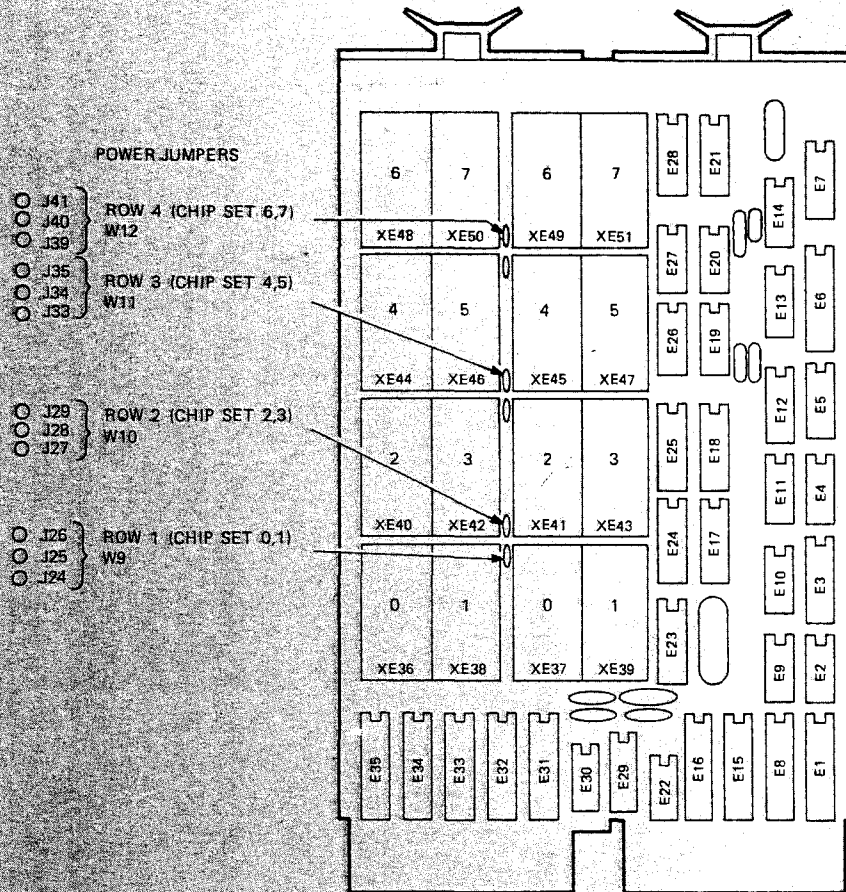 POWER JUMPERS
J41
J40
J39
ROW 4 (CHIP SET 6,7)
W12
J35
J34
J33
ROW 3 (CHIP SET 4,5)
W11
J29
J28
J27
ROW 2 (CHIP SET 2,3)
W10
J26
J25
J24
ROW 1 (CHIP SET 0,1)
W9
6 7 6 7
XE48 XE50 XE49 XE51
4 5 4 5
XE44 XE46 XE45 XE47
2 3 2 3
XE40 XE42 XE41 XE43
0 1 0 1
XE36 XE38 XE37 XE39
E28 E21
E27 E20
E26 E19
E25 E18
E24 E17
E23
E14 E7
E13 E6
E12 E5
E11 E4
E10 E3
E9 E2
E35 E34 E33 E32 E31 E30 E29 E22 E16 E15 E8 E1